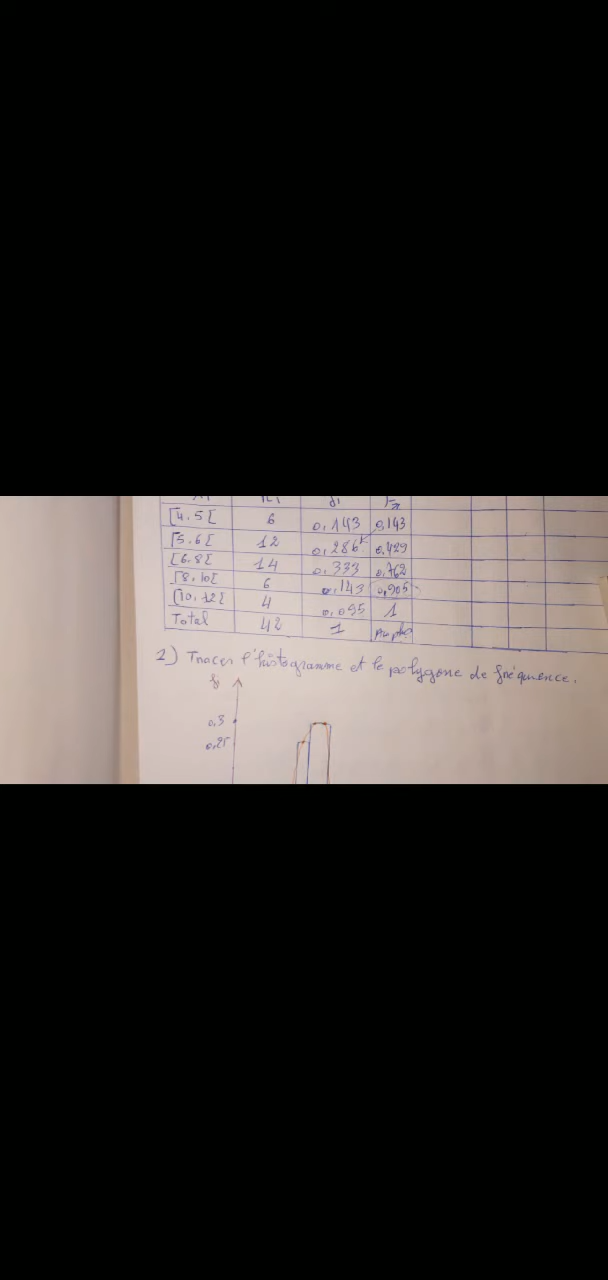 [4,5[ 6 0,143 0,143
[5,6[ 12 0,286 0,429
[6,8[ 14 0,333 0,762
[8,10[ 6 0,143 0,905
[10,12[ 4 0,095 1
Total 42 1
2) Tracer l'histogramme et le polygone de fréquence.
fi
0,3
0,25